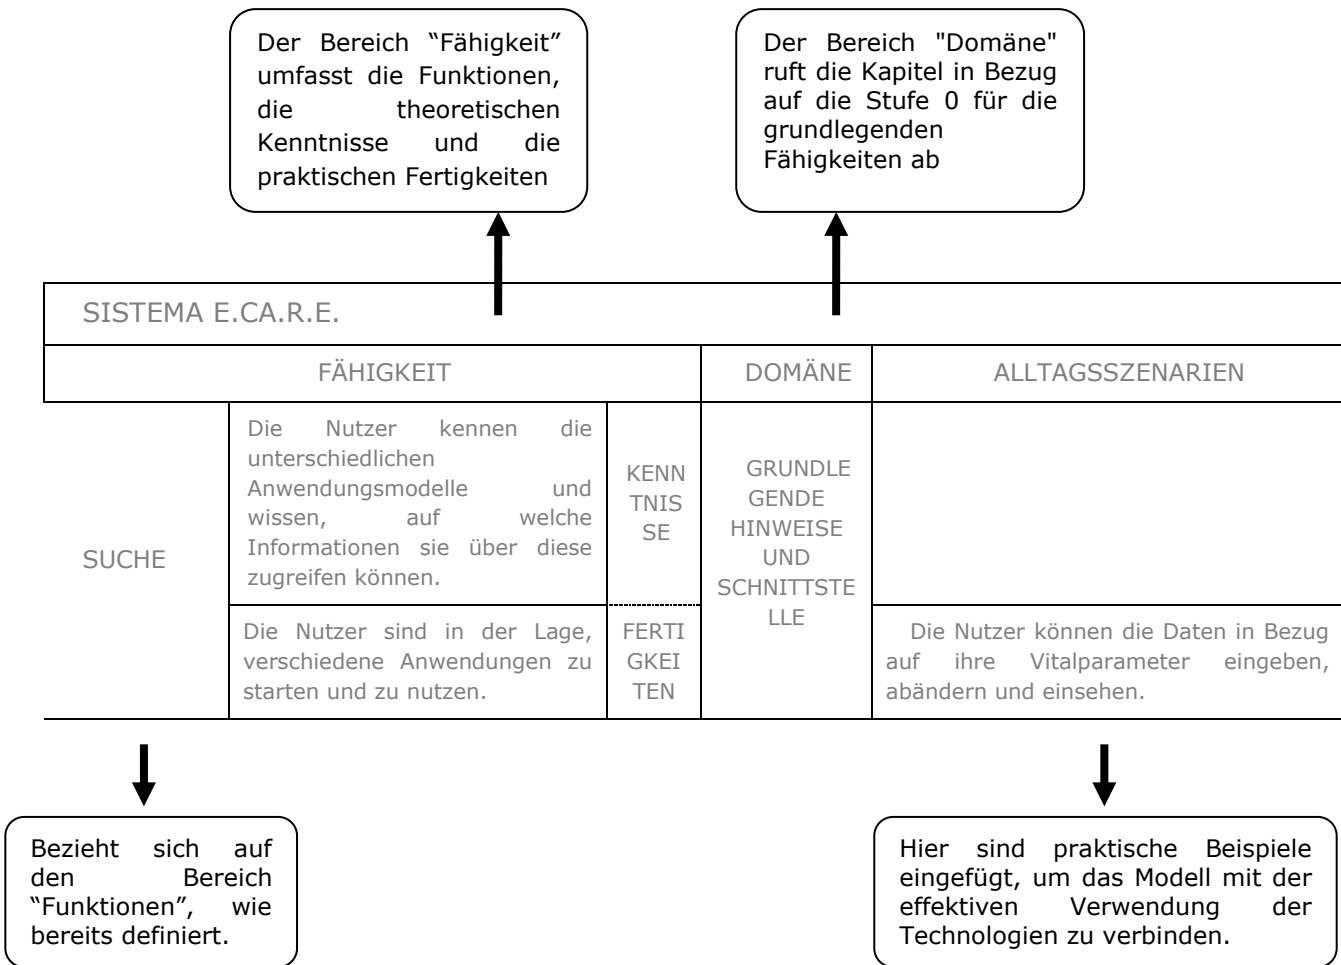 Der Bereich “Fähigkeit”
umfasst die Funktionen,
die theoretischen
Kenntnisse und die
praktischen Fertigkeiten
Der Bereich "Domäne"
ruft die Kapitel in Bezug
auf die Stufe 0 für die
grundlegenden
Fähigkeiten ab
SISTEMA E.CA.R.E.
FÄHIGKEIT
DOMÄNE
ALLTAGSSZENARIEN
SUCHE
Die Nutzer kennen die
unterschiedlichen
Anwendungsmodelle und
wissen, auf welche
Informationen sie über diese
zugreifen können.
KENN
TNIS
SE
GRUNDLE
GENDE
HINWEISE
UND
SCHNITTSTE
LLE
Die Nutzer sind in der Lage,
verschiedene Anwendungen zu
starten und zu nutzen.
FERTI
GKEI
TEN
Die Nutzer können die Daten in Bezug
auf ihre Vitalparameter eingeben,
abändern und einsehen.
Bezieht sich auf
den Bereich
“Funktionen”, wie
bereits definiert.
Hier sind praktische Beispiele
eingefügt, um das Modell mit der
effektiven Verwendung der
Technologien zu verbinden.